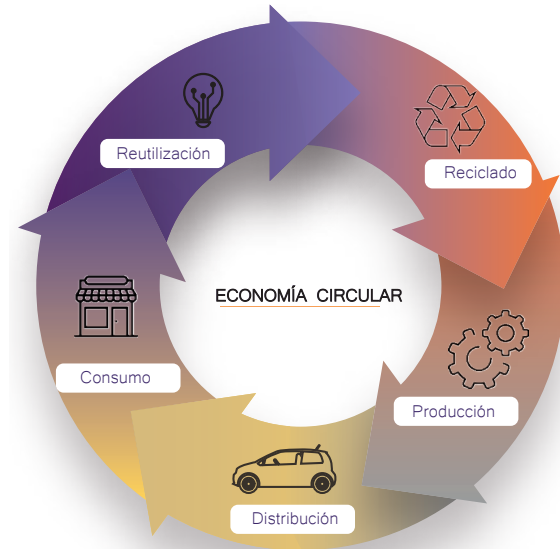 Reutilización
Reciclado
ECONOMÍA CIRCULAR
Consumo
Producción
Distribución